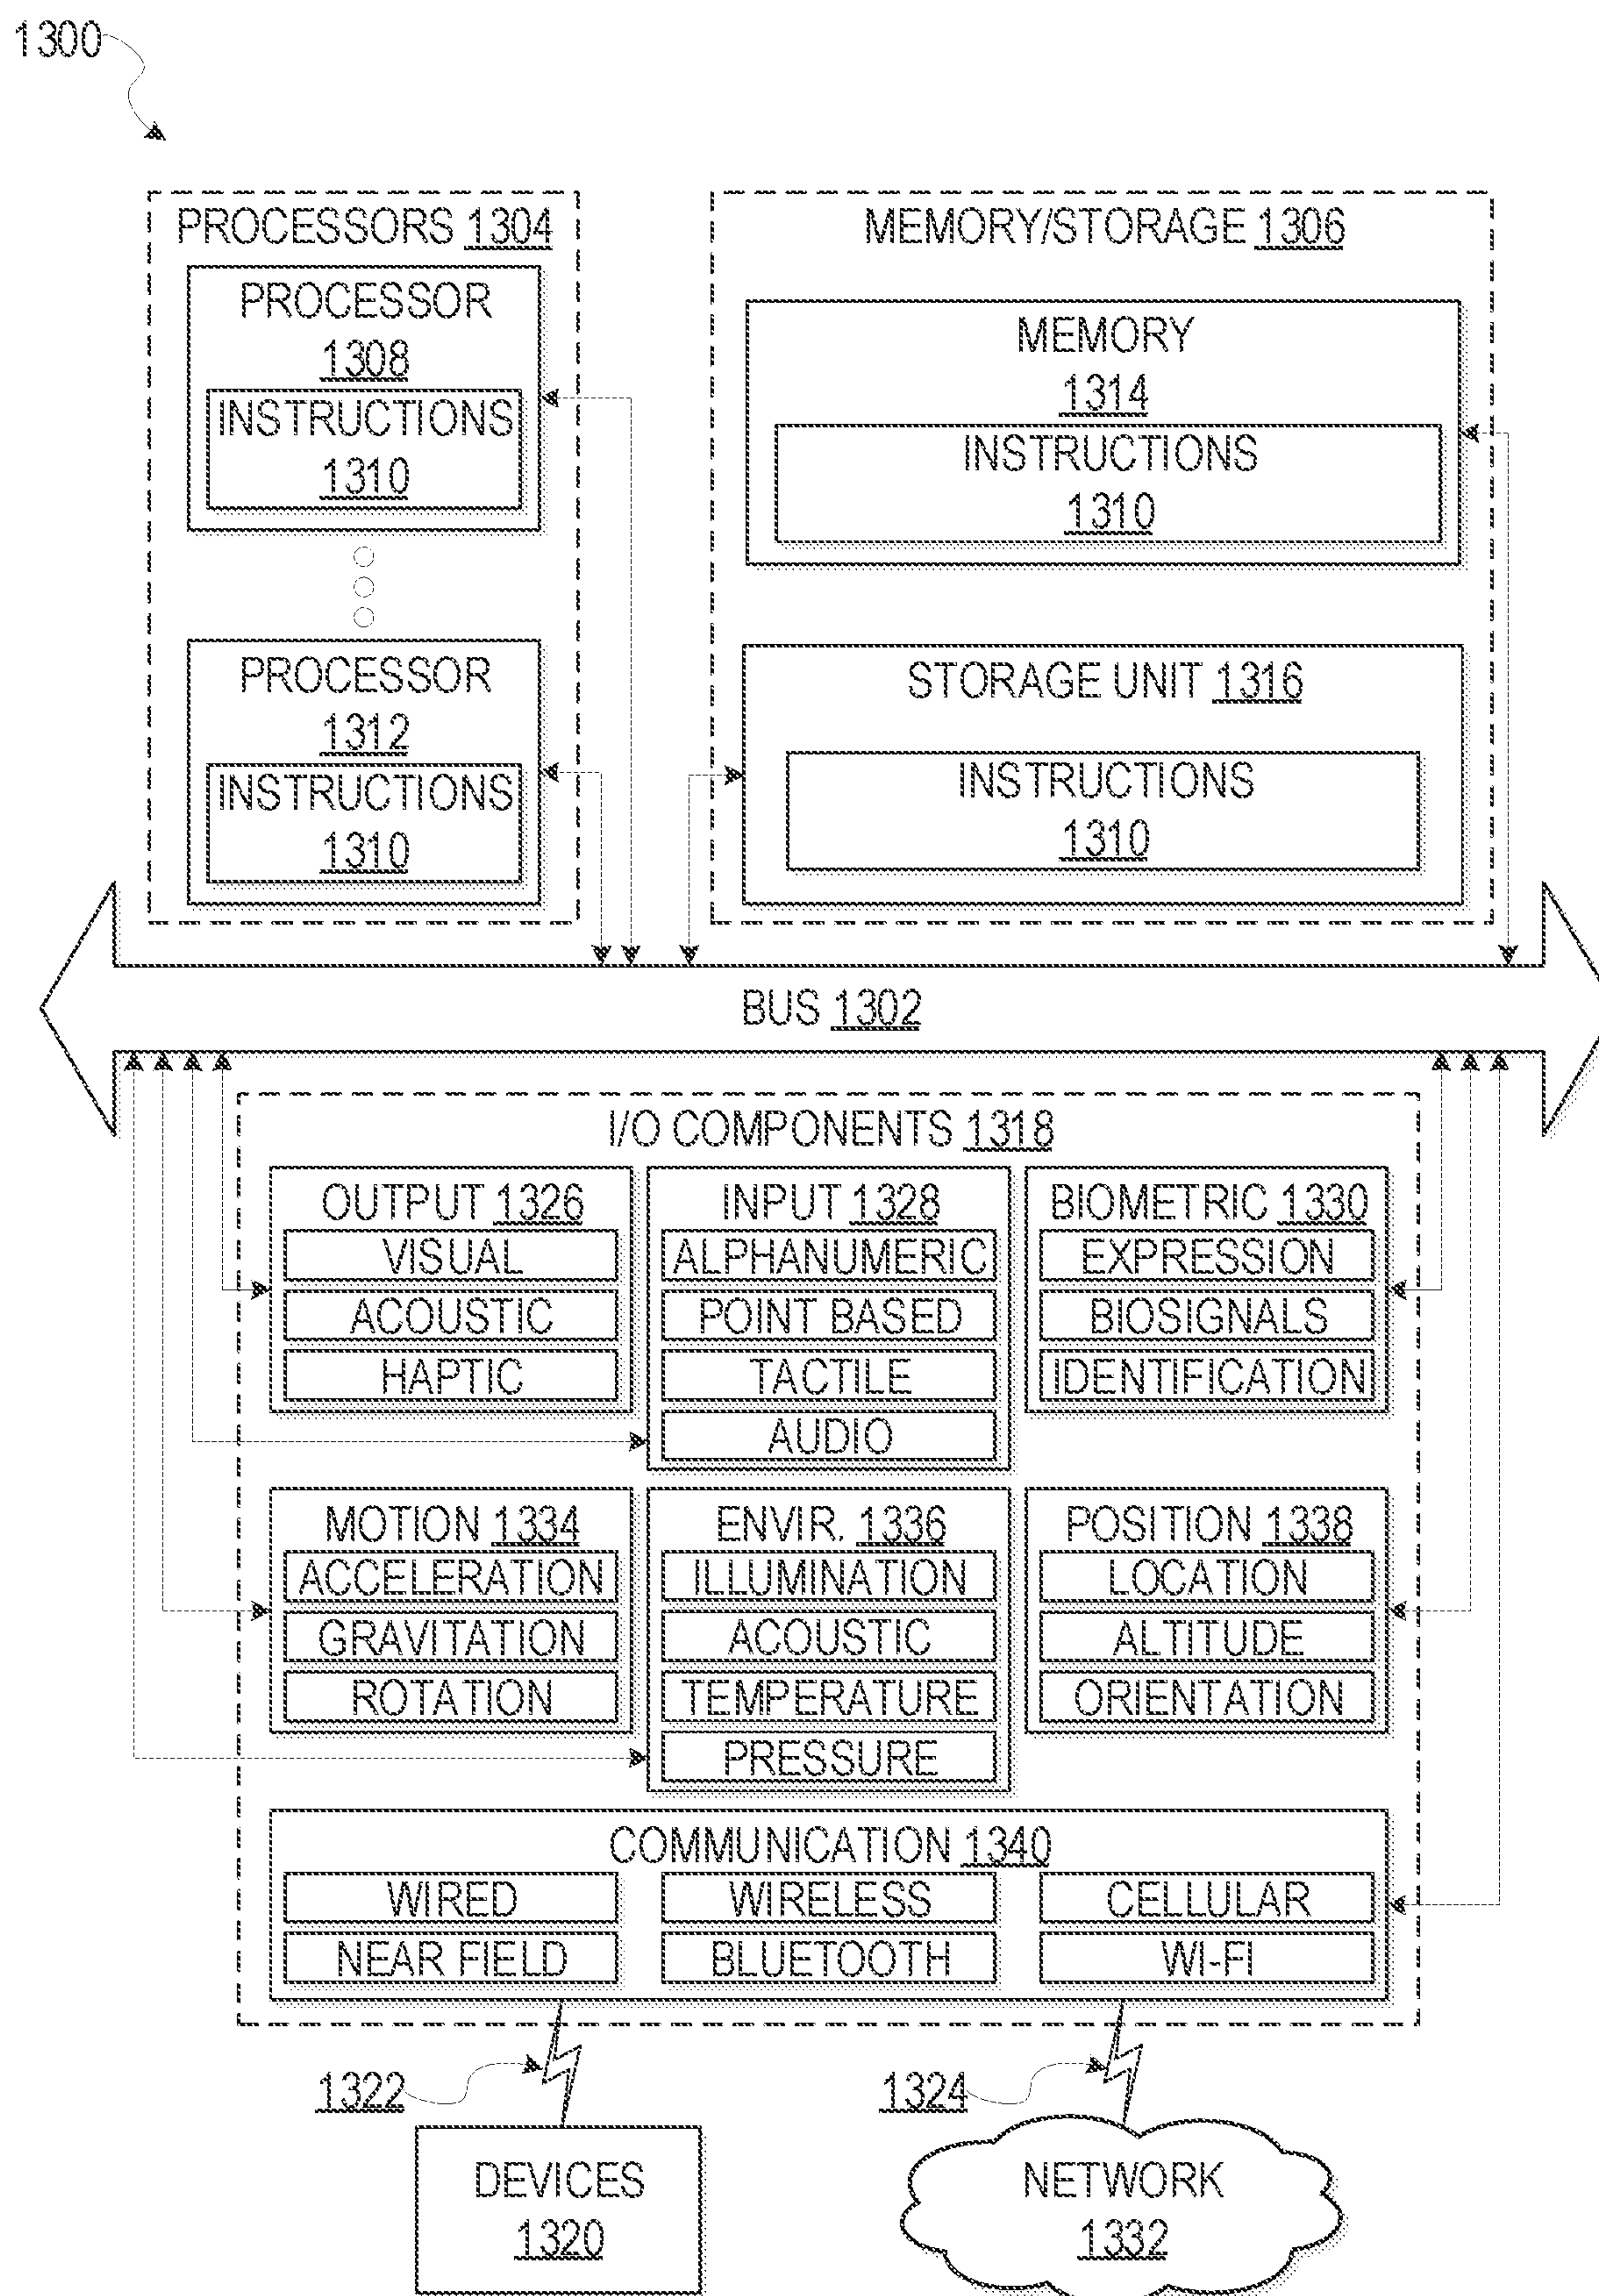 1300
PROCESSORS 1304
PROCESSOR
1308
INSTRUCTIONS
1310
PROCESSOR
1312
INSTRUCTIONS
1310
MEMORY/STORAGE 1306
MEMORY
1314
INSTRUCTIONS
1310
STORAGE UNIT 1316
INSTRUCTIONS
1310
BUS 1302
I/O COMPONENTS 1318
OUTPUT 1326
VISUAL
ACOUSTIC
HAPTIC
INPUT 1328
ALPHANUMERIC
POINT BASED
TACTILE
AUDIO
BIOMETRIC 1330
EXPRESSION
BIOSIGNALS
IDENTIFICATION
MOTION 1334
ACCELERATION
GRAVITATION
ROTATION
ENVIR. 1336
ILLUMINATION
ACOUSTIC
TEMPERATURE
PRESSURE
POSITION 1338
LOCATION
ALTITUDE
ORIENTATION
COMMUNICATION 1340
WIRED
WIRELESS
CELLULAR
NEAR FIELD
BLUETOOTH
WI-FI
1322
1324
DEVICES
1320
NETWORK
1332